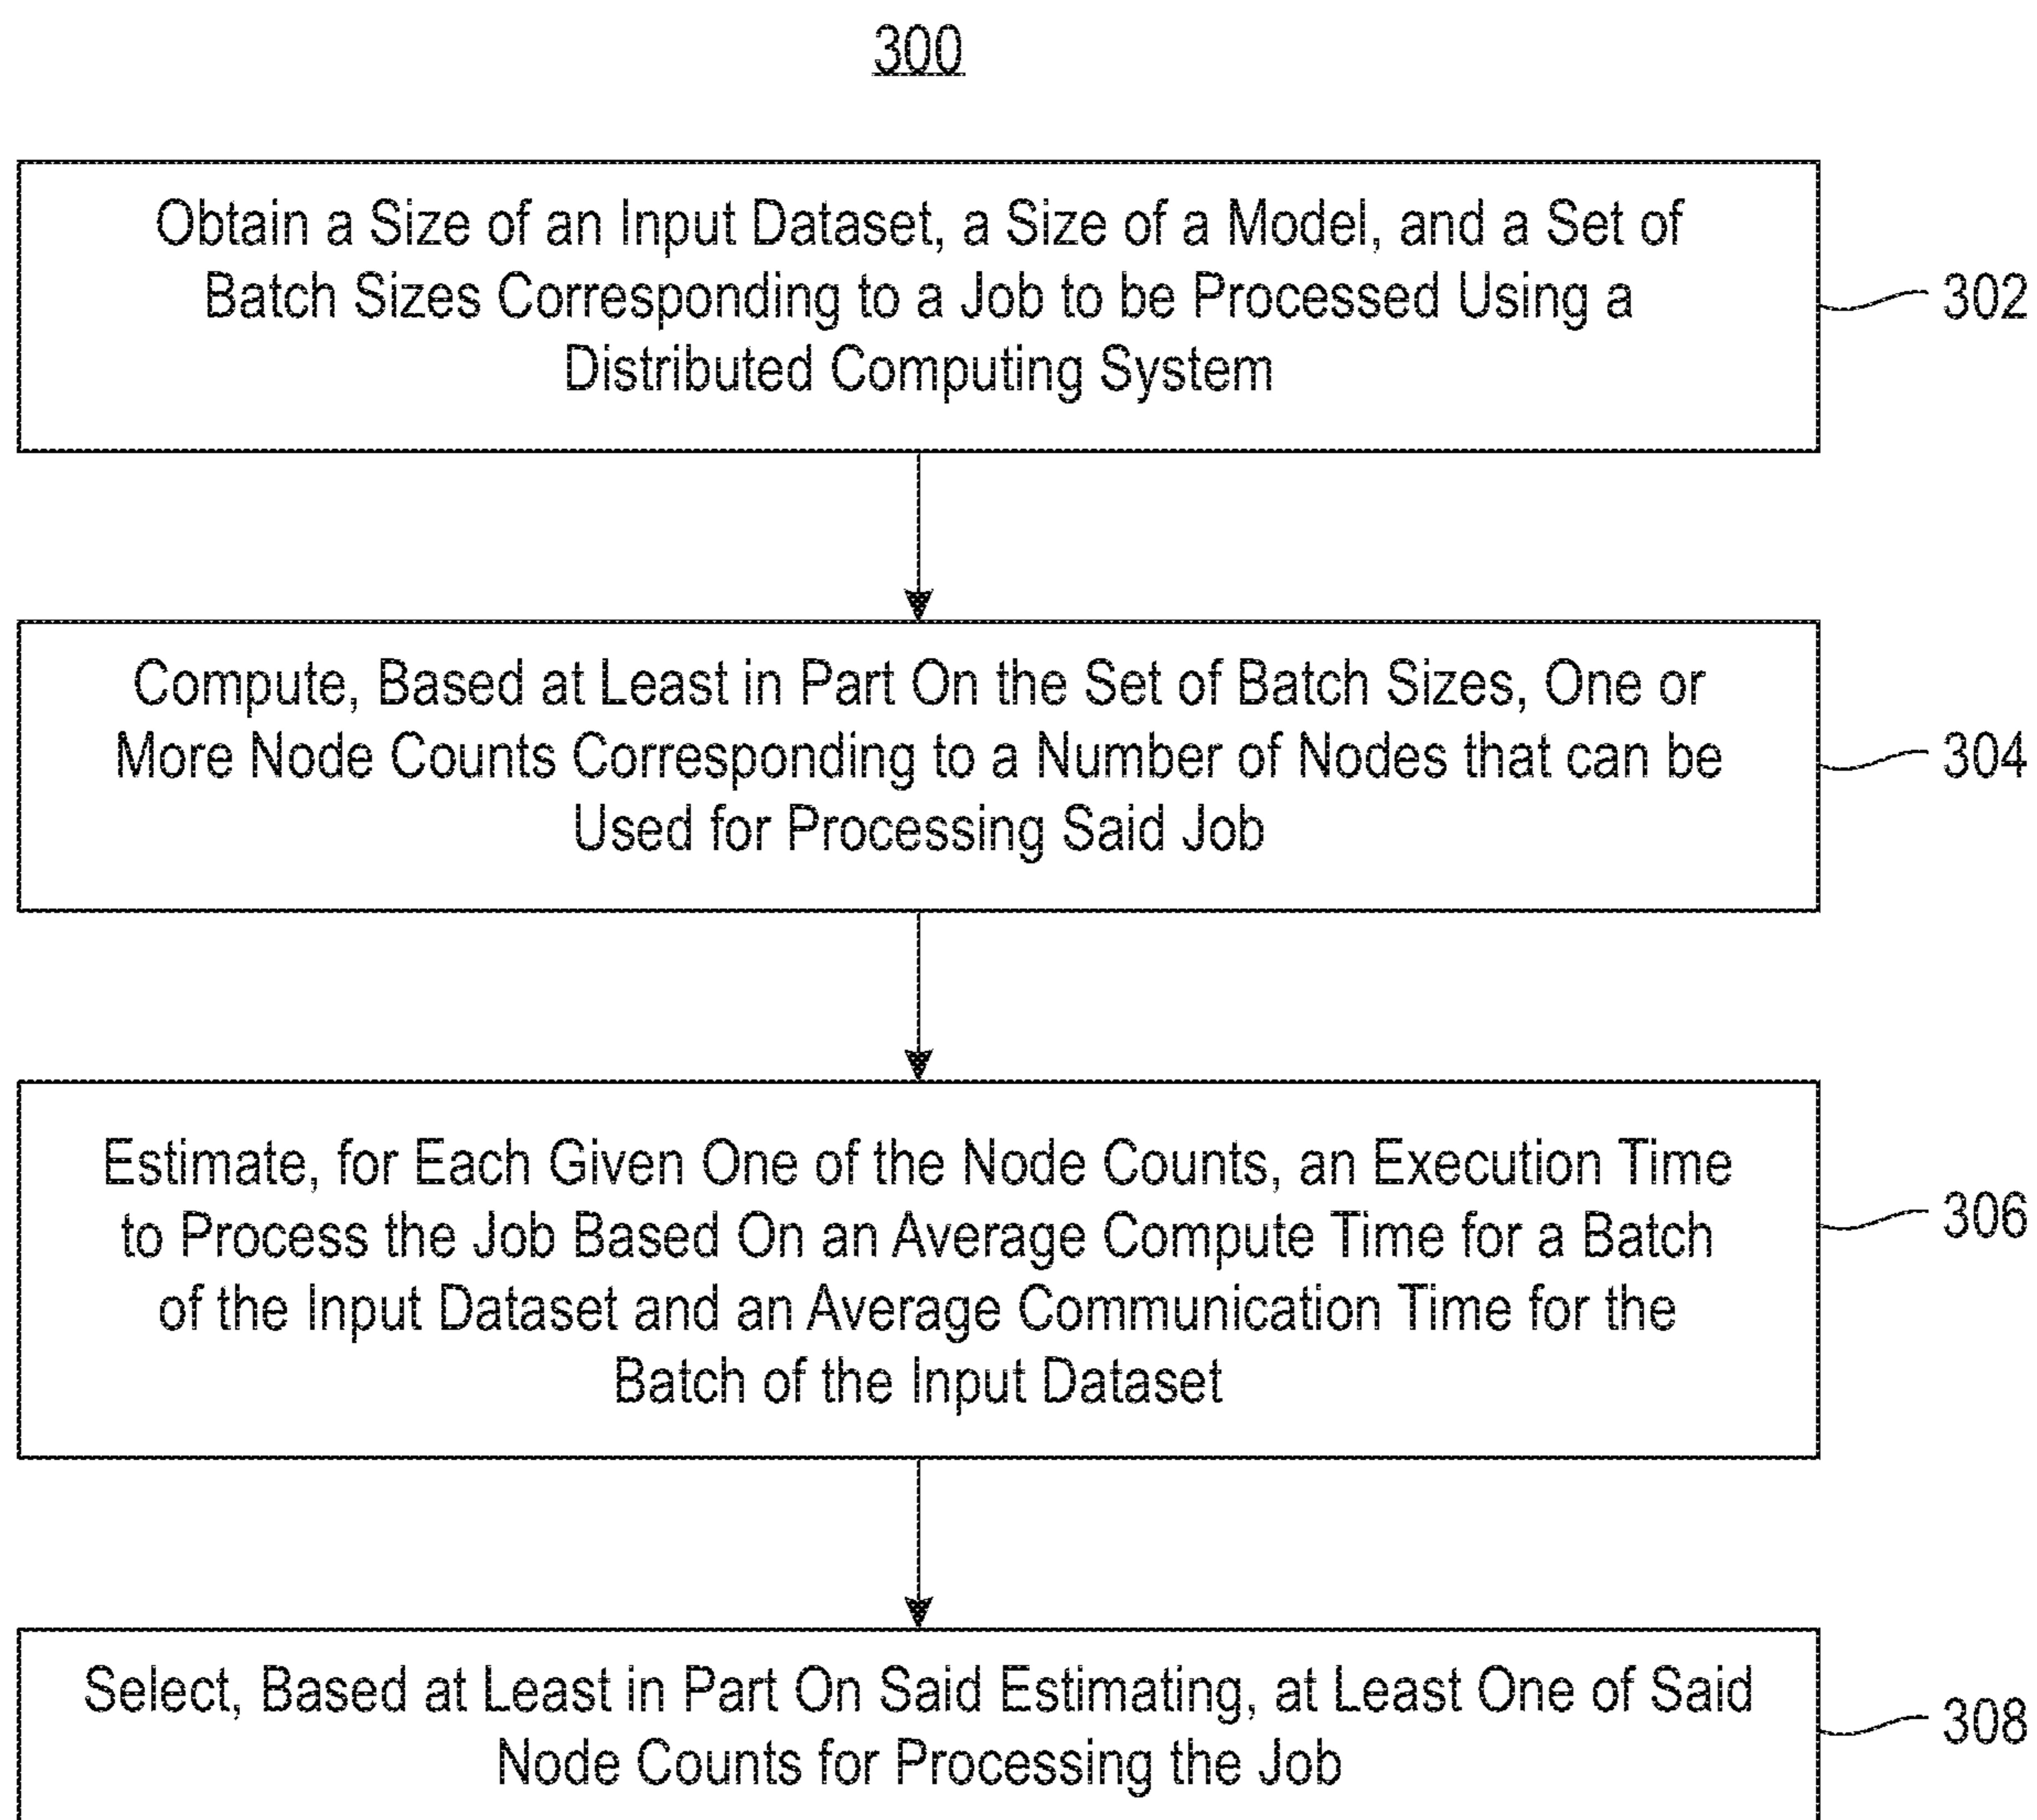 300
Obtain a Size of an Input Dataset, a Size of a Model, and a Set of
Batch Sizes Corresponding to a Job to be Processed Using a
Distributed Computing System
302
Compute, Based at Least in Part On the Set of Batch Sizes, One or
More Node Counts Corresponding to a Number of Nodes that can be
Used for Processing Said Job
304
Estimate, for Each Given One of the Node Counts, an Execution Time
to Process the Job Based On an Average Compute Time for a Batch
of the Input Dataset and an Average Communication Time for the
Batch of the Input Dataset
306
Select, Based at Least in Part On Said Estimating, at Least One of Said
Node Counts for Processing the Job
308